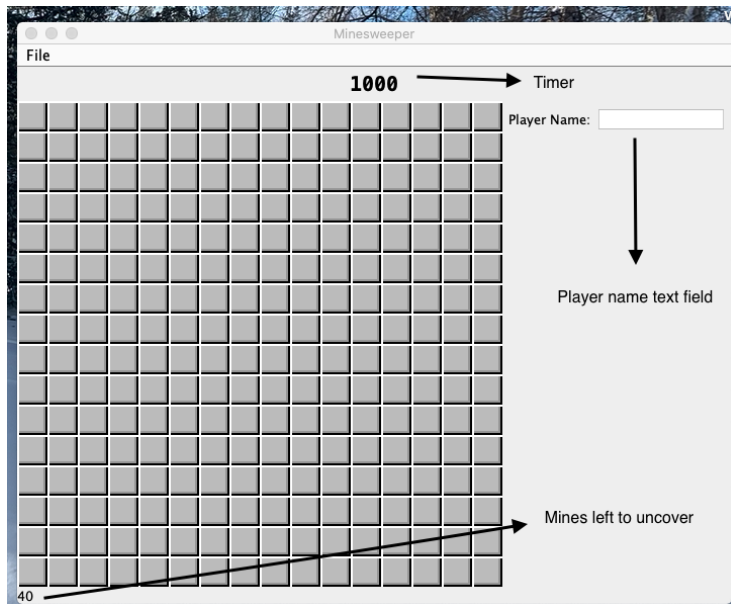 Minesweeper
File
1000
Timer
Player Name:
Player name text field
Mines left to uncover
40